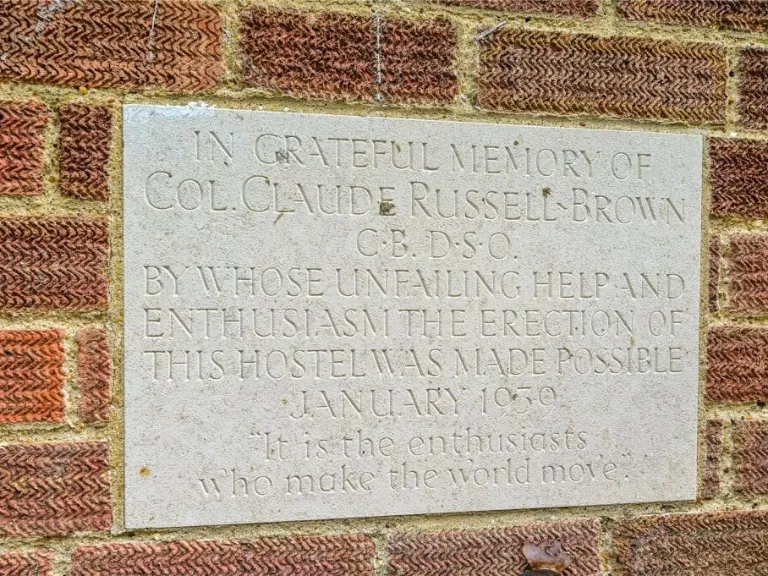 IN GRATEFUL MEMORY OF
COL. CLAUDE RUSSELL-BROWN
C·B. D·S·O.
BY WHOSE UNFAILING HELP AND
ENTHUSIASM THE ERECTION OF
THIS HOSTEL WAS MADE POSSIBLE
JANUARY 1939
"It is the enthusiasts
who make the world move".